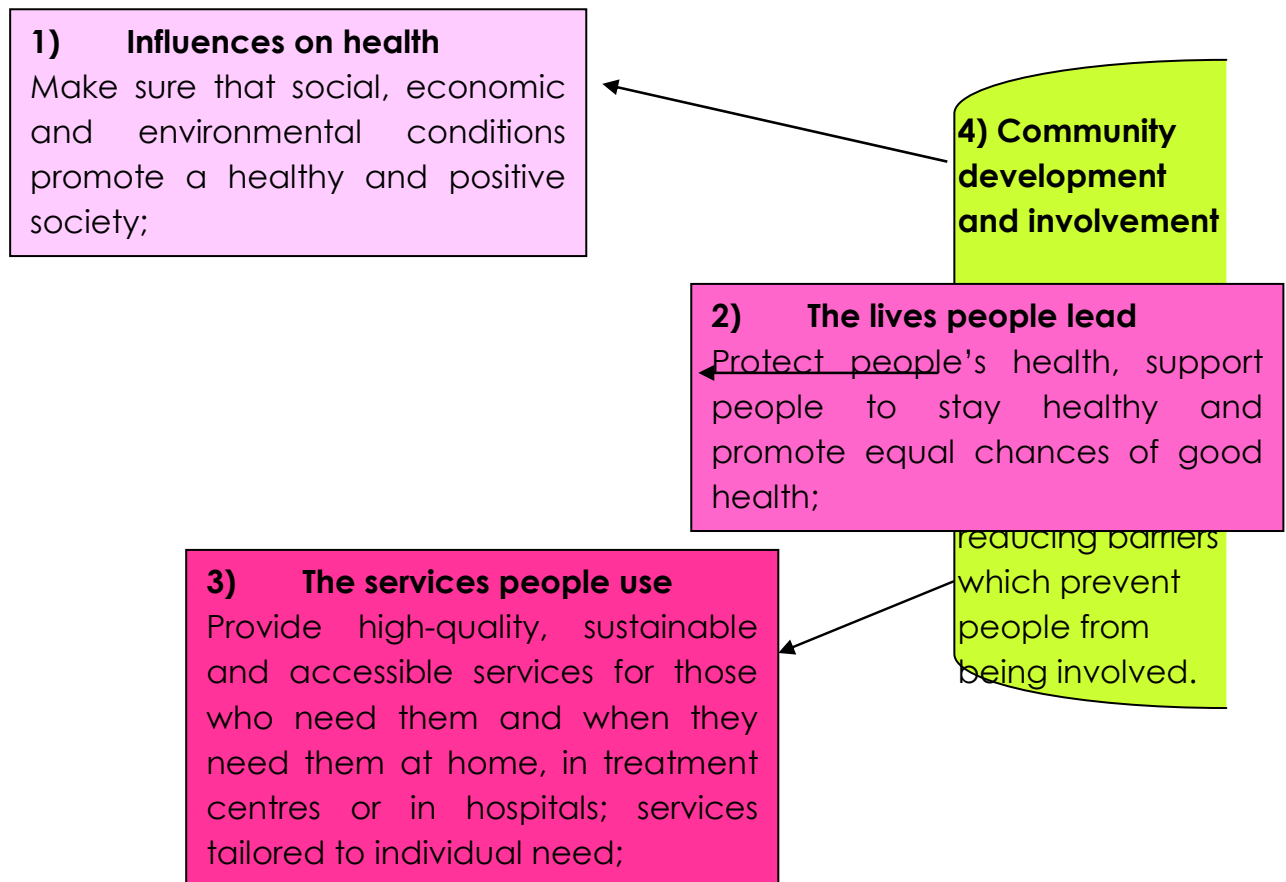 1) Influences on health
Make sure that social, economic
and environmental conditions
promote a healthy and positive
society;
4) Community
development
and involvement
2) The lives people lead
Protect people’s health, support
people to stay healthy and
promote equal chances of good
health;
reducing barriers
which prevent
people from
being involved.
3) The services people use
Provide high-quality, sustainable
and accessible services for those
who need them and when they
need them at home, in treatment
centres or in hospitals; services
tailored to individual need;